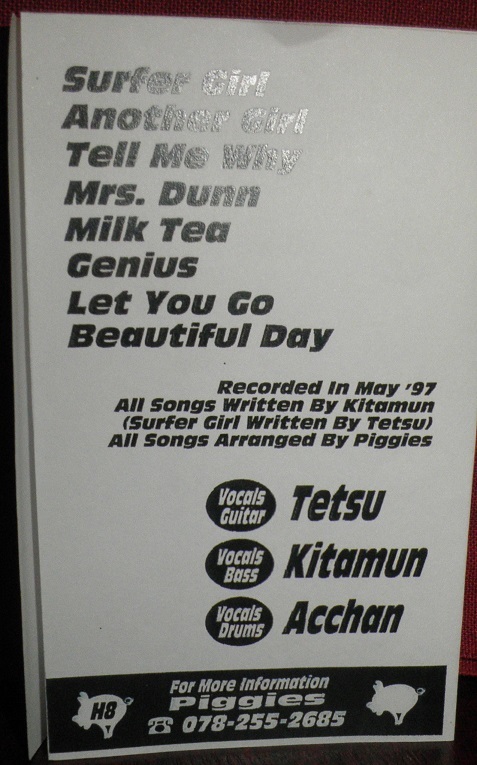 Surfer Girl
Another Girl
Tell Me Why
Mrs. Dunn
Milk Tea
Genius
Let You Go
Beautiful Day
Recorded In May '97
All Songs Written By Kitamun
(Surfer Girl Written By Tetsu)
All Songs Arranged By Piggies
Vocals
Guitar
Tetsu
Vocals
Bass
Kitamun
Vocals
Drums
Acchan
For More Information
H8
Piggies
☎ 078-255-2685